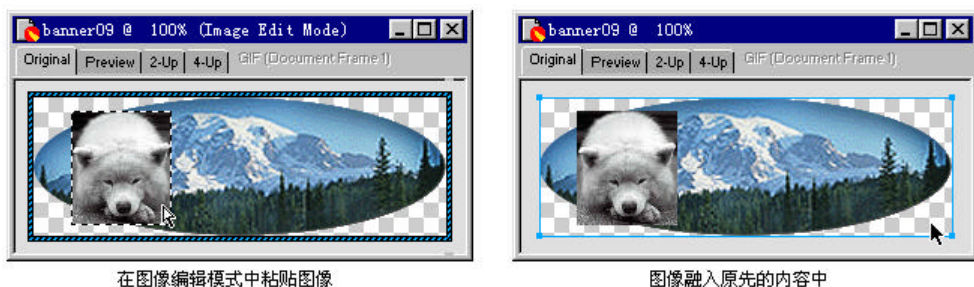 banner09 @ 100% (Image Edit Mode)
Original Preview 2-Up 4-Up GIF (Document Frame 1)
在图像编辑模式中粘贴图像
banner09 @ 100%
Original Preview 2-Up 4-Up GIF (Document Frame 1)
图像融入原先的内容中